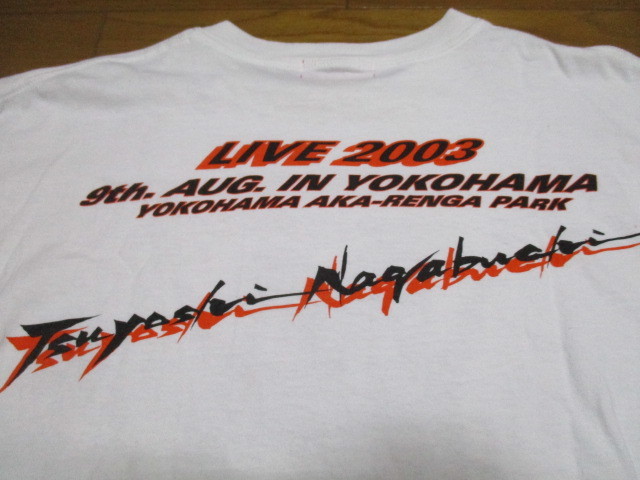 LIVE 2003
9th. AUG. IN YOKOHAMA
YOKOHAMA AKA-RENGA PARK
Tsuyoshi Nagabuchi